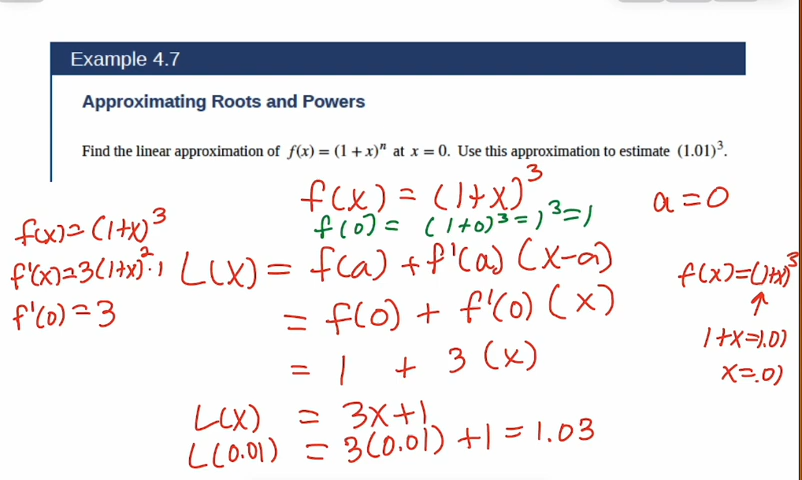 Example 4.7
Approximating Roots and Powers
Find the linear approximation of f(x) = (1 + x)ⁿ at x = 0. Use this approximation to estimate (1.01)³.
f(x) = (1+x)³
a = 0
f(0) = (1+0)³ = 1³ = 1
f(x) = (1+x)³
f'(x) = 3(1+x)²·1
f'(0) = 3
L(x) = f(a) + f'(a) (x-a)
= f(0) + f'(0) (x)
= 1 + 3 (x)
L(x) = 3x+1
L(0.01) = 3(0.01) +1 = 1.03
f(x) = (1+x)³
↑
1+x=1.01
x=.01